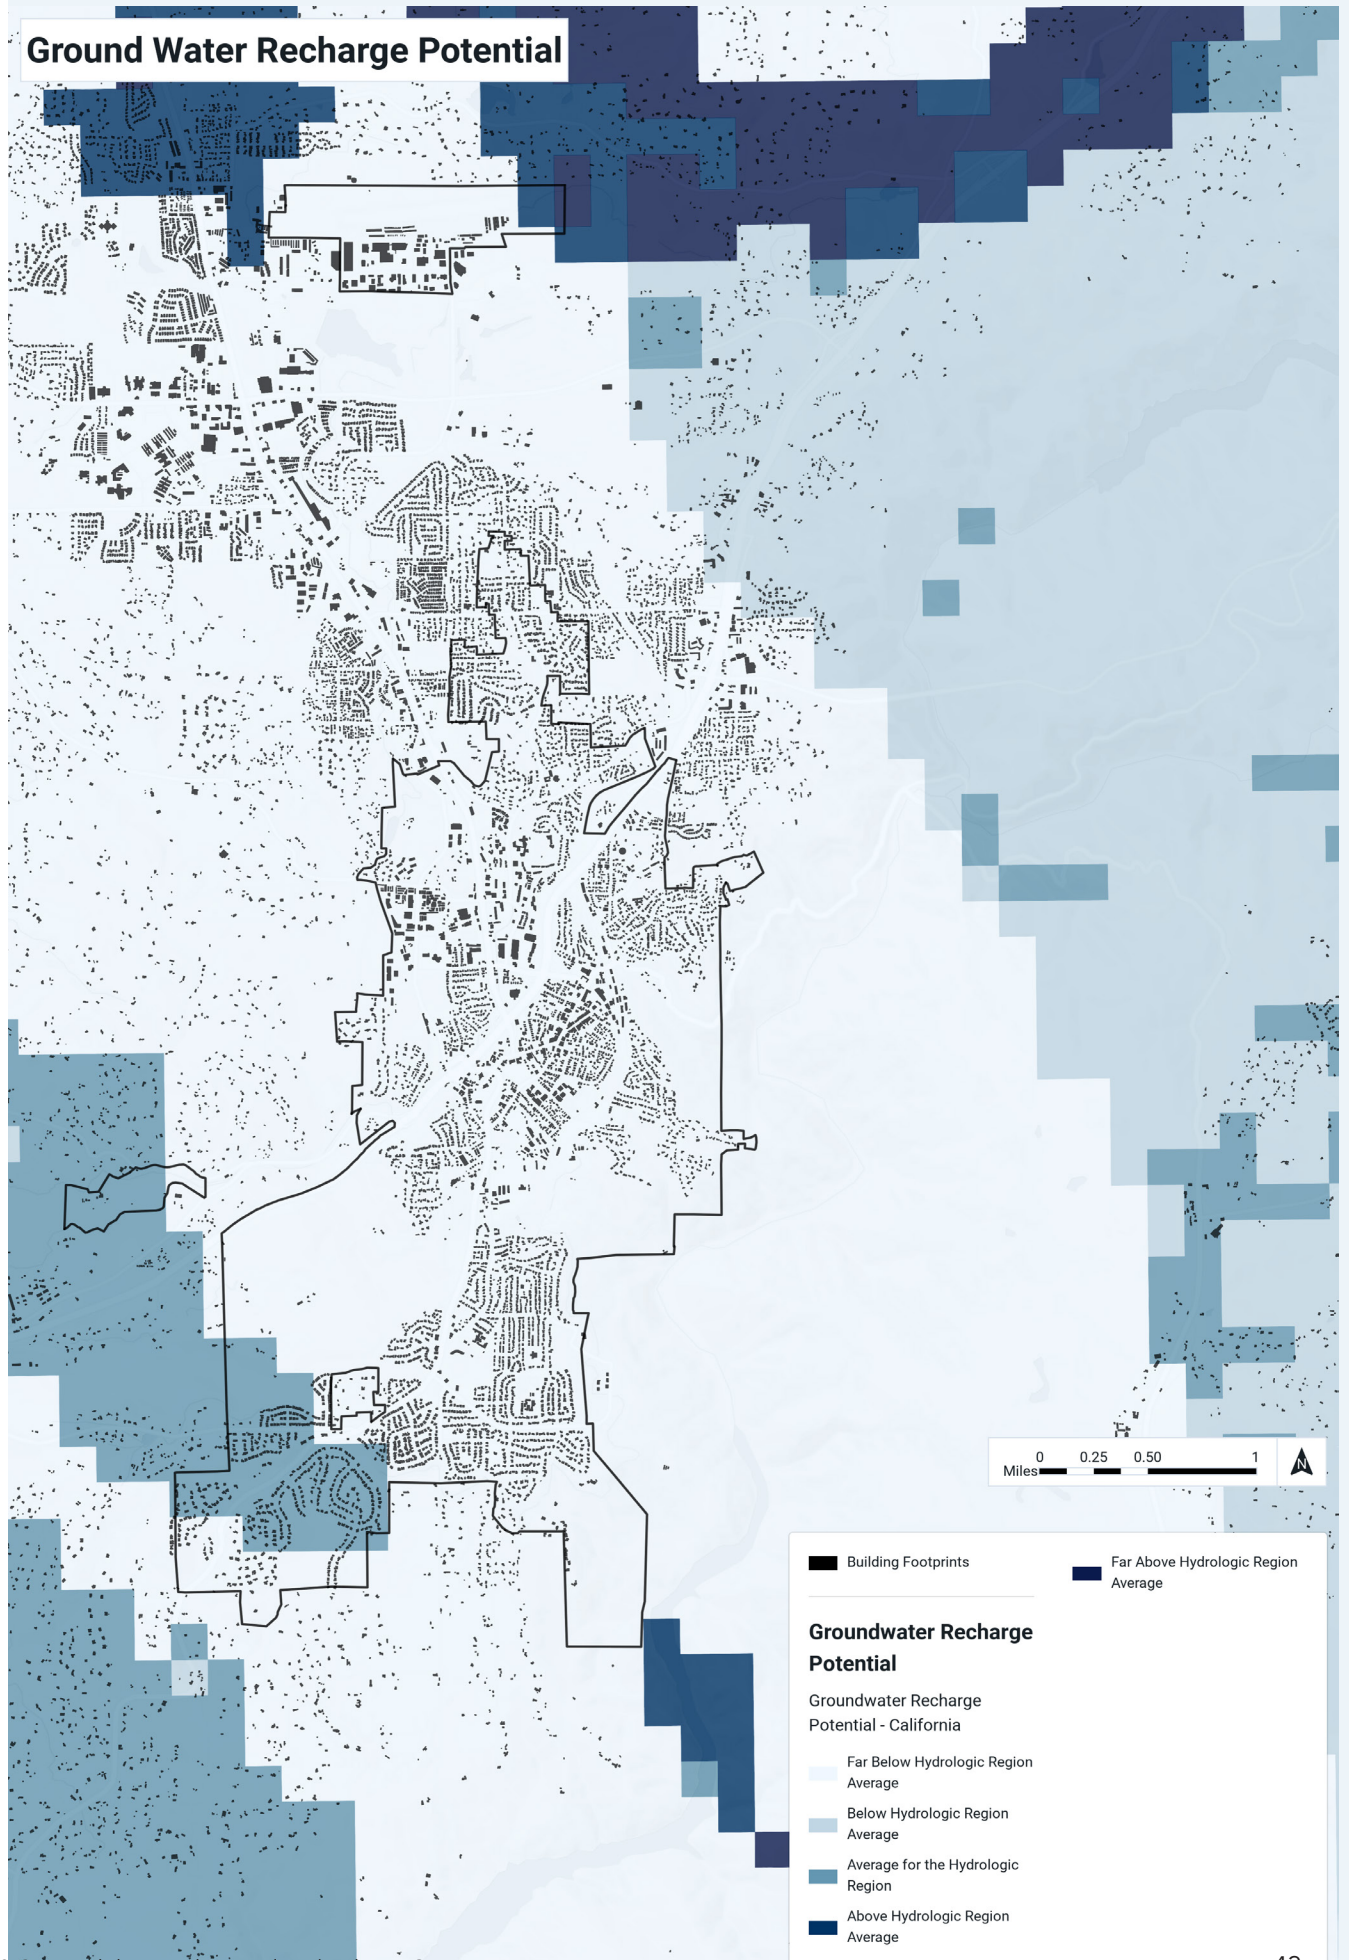 Ground Water Recharge Potential
0 0.25 0.50 1
Miles
N
Building Footprints
Far Above Hydrologic Region
Average
Groundwater Recharge
Potential
Groundwater Recharge
Potential - California
Far Below Hydrologic Region
Average
Below Hydrologic Region
Average
Average for the Hydrologic
Region
Above Hydrologic Region
Average